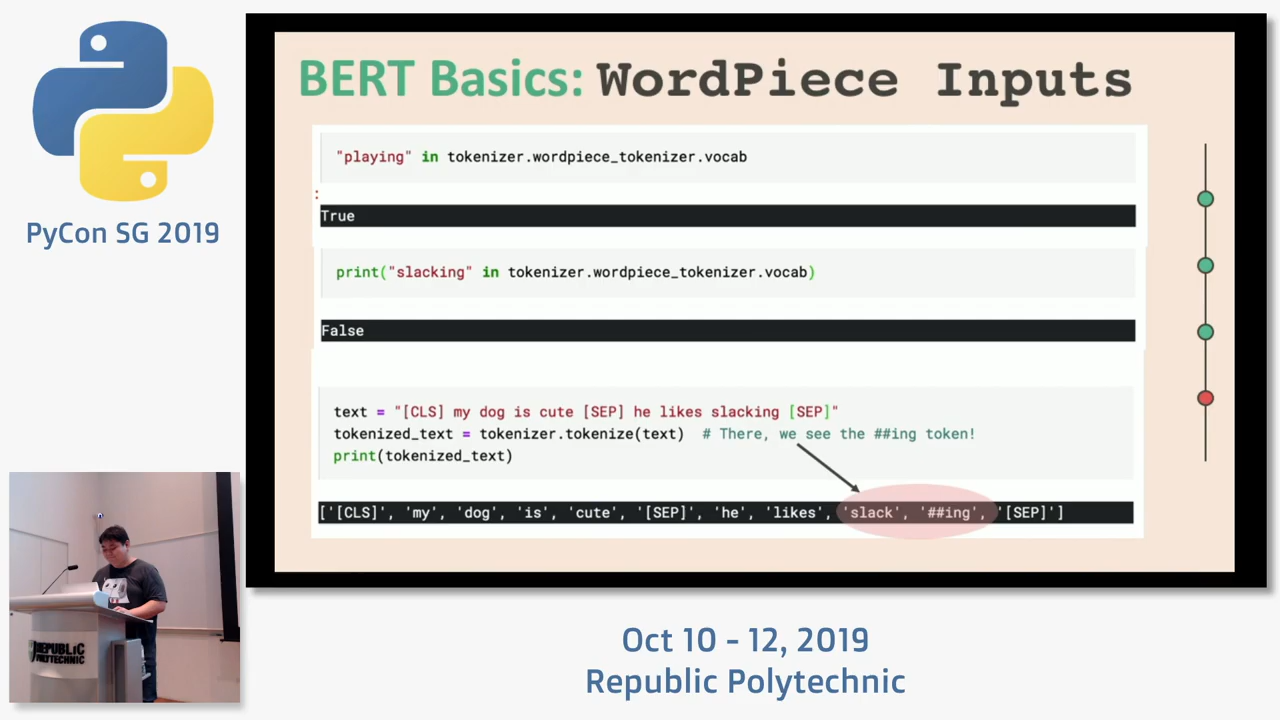 PyCon SG 2019
BERT Basics: WordPiece Inputs
"playing" in tokenizer.wordpiece_tokenizer.vocab
:
True
print("slacking" in tokenizer.wordpiece_tokenizer.vocab)
False
text = "[CLS] my dog is cute [SEP] he likes slacking [SEP]"
tokenized_text = tokenizer.tokenize(text)  # There, we see the ##ing token!
print(tokenized_text)
['[CLS]', 'my', 'dog', 'is', 'cute', '[SEP]', 'he', 'likes', 'slack', '##ing', '[SEP]']
REPUBLIC
POLYTECHNIC
Oct 10 - 12, 2019
Republic Polytechnic